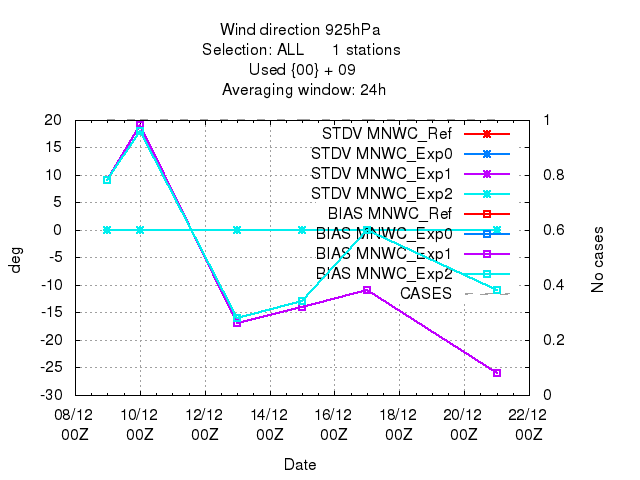 Wind direction 925hPa
Selection: ALL 1 stations
Used {00} + 09
Averaging window: 24h
20 1
15
10 0.8
5
0 0.6
-5
-10 0.4
-15
-20 0.2
-25
-30 0
deg
No cases
STDV MNWC_Ref
STDV MNWC_Exp0
STDV MNWC_Exp1
STDV MNWC_Exp2
BIAS MNWC_Ref
BIAS MNWC_Exp0
BIAS MNWC_Exp1
BIAS MNWC_Exp2
CASES
08/12 10/12 12/12 14/12 16/12 18/12 20/12 22/12
00Z 00Z 00Z 00Z 00Z 00Z 00Z 00Z
Date